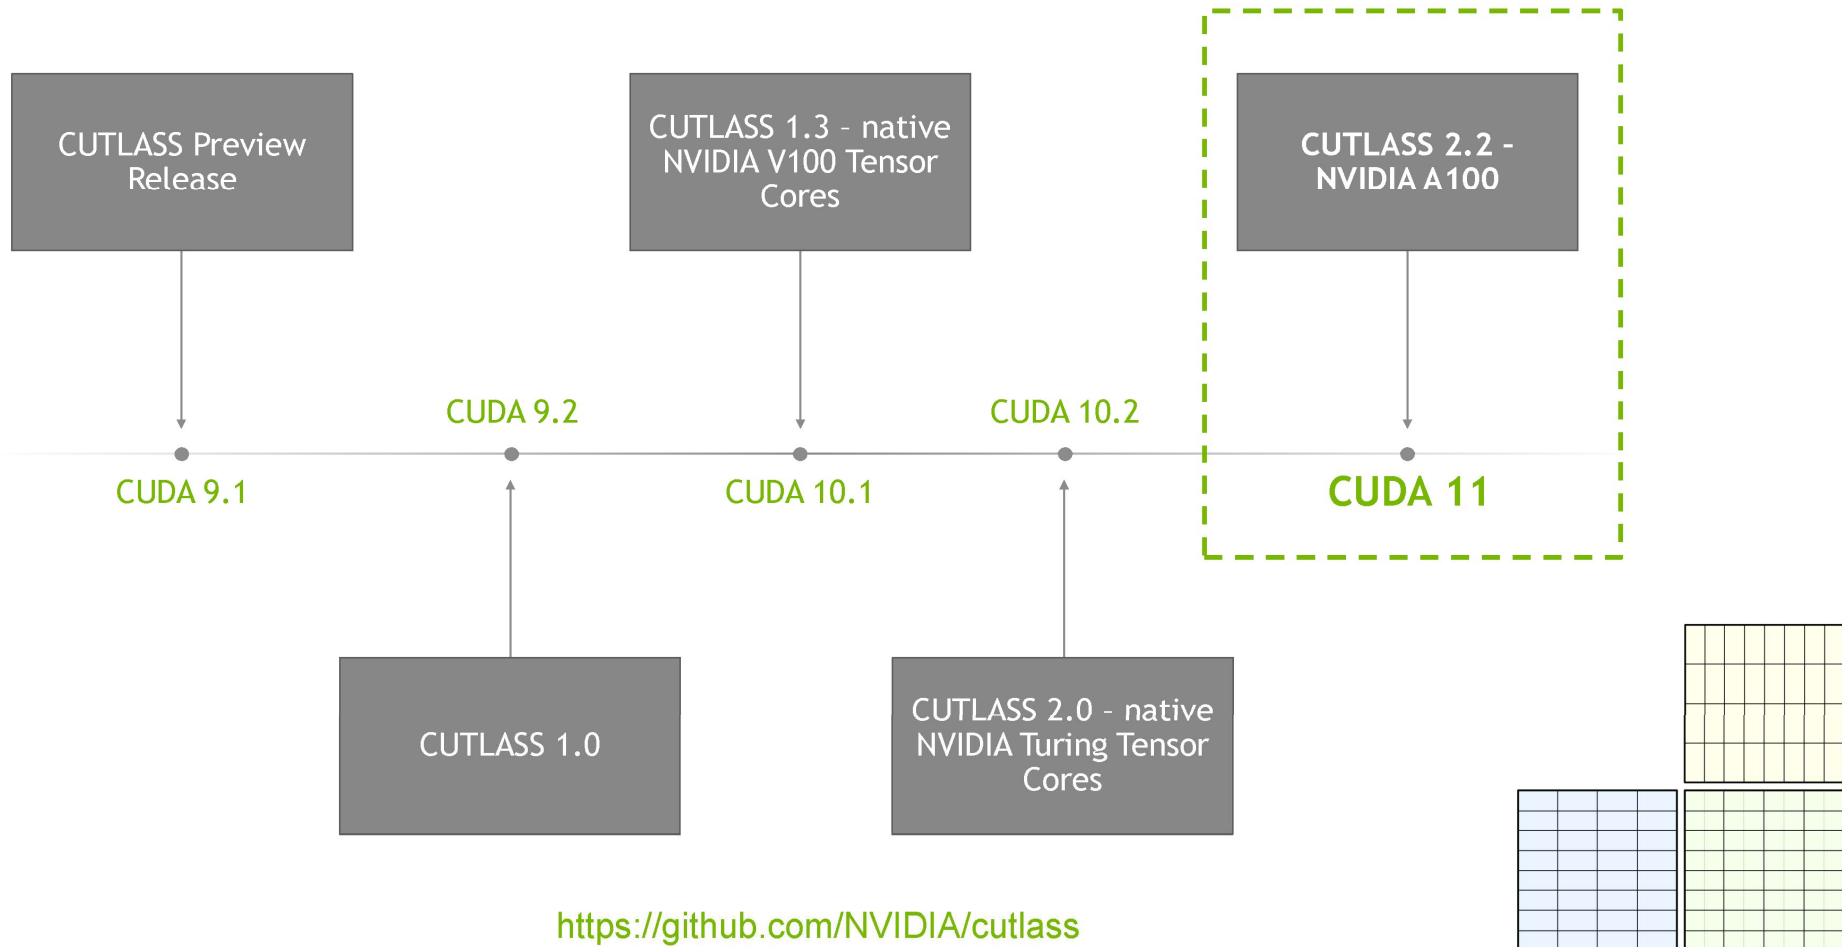 CUTLASS Preview
Release
CUTLASS 1.3 - native
NVIDIA V100 Tensor
Cores
CUTLASS 2.2 -
NVIDIA A100
CUDA 9.2
CUDA 10.2
CUDA 9.1
CUDA 10.1
CUDA 11
CUTLASS 1.0
CUTLASS 2.0 - native
NVIDIA Turing Tensor
Cores
https://github.com/NVIDIA/cutlass